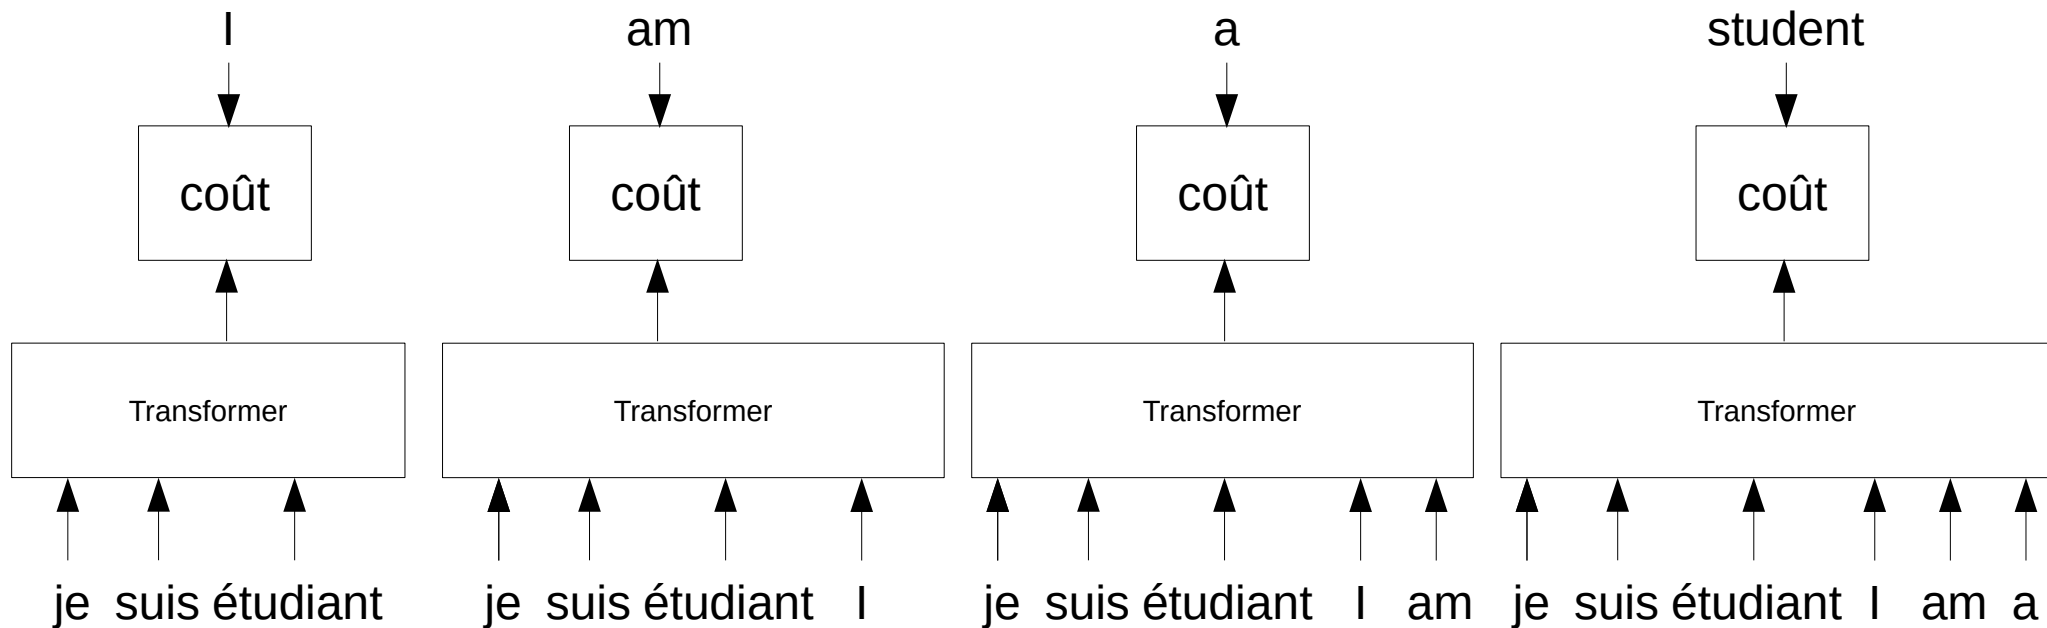 I am a student
coût coût coût coût
Transformer Transformer Transformer Transformer
je suis étudiant je suis étudiant I je suis étudiant I am je suis étudiant I am a